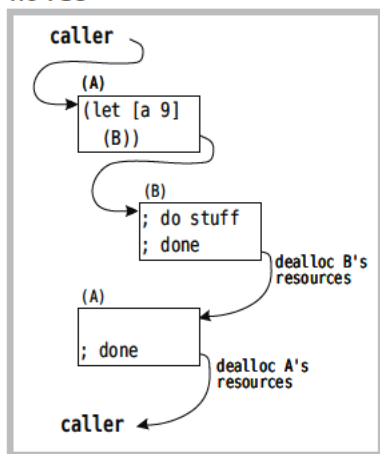 caller
(A)
(let [a 9]
(B))
(B)
; do stuff
; done
dealloc B's
resources
(A)
; done
dealloc A's
resources
caller